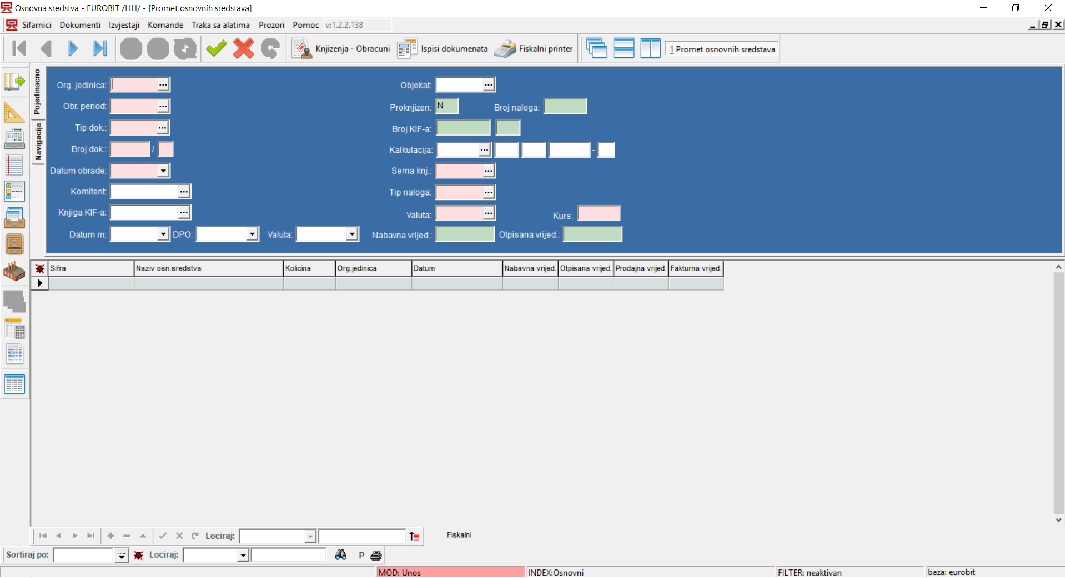 Osnovna sredstva - EUROBIT /HH/ - [Promet osnovnih sredstava]
Sifarnici Dokumenti Izvjestaji Komande Traka sa alatima Prozori Pomoc v:1.2.2.138
Knjizenja - Obracuni Ispisi dokumenata Fiskalni printer 1 Promet osnovnih sredstava
Pojedinacno
Navigacija
Org. jedinica: Objekat:
Obr. period: Proknjizen: N Broj naloga:
Tip dok.: Broj KIF-a:
Broj dok.: / Kalkulacija: -
Datum obrade: Sema knj.:
Komitent: Tip naloga:
Knjiga KIF-a: Valuta: Kurs:
Datum m: DPO: Valuta: Nabavna vrijed.: Otpisana vrijed.:
Sifra Naziv osn.sredstva Kolicina Org.jedinica Datum Nabavna vrijed. Otpisana vrijed. Prodajna vrijed. Fakturna vrijed.
Lociraj: Fiskalni
Sortiraj po: Lociraj: P
MOD: Unos INDEX:Osnovni FILTER: neaktivan baza: eurobit